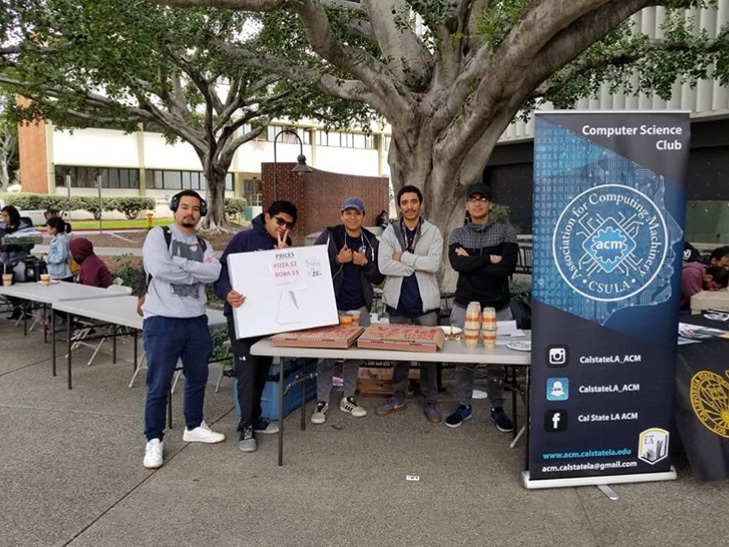 PRICES
PIZZA $2
BOBA $3
Computer Science
Club
Association for Computing Machinery
acm
CSULA
CalstateLA_ACM
CalstateLA_ACM
Cal State LA ACM
LA
www.acm.calstatela.edu
acm.calstatela@gmail.com